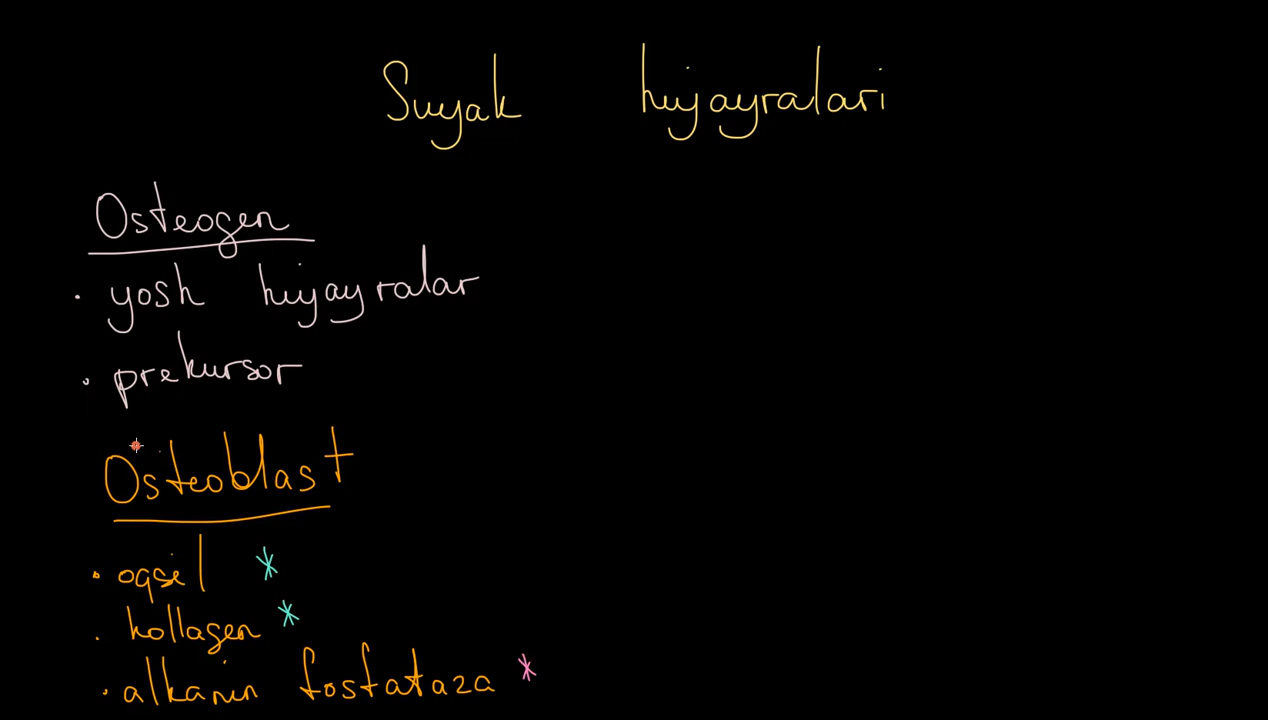 Suyak hujayralari
Osteogen
• yosh hujayralar
• prekursor
Osteoblast
• oqsil *
• kollagen *
• alkanin fosfataza *